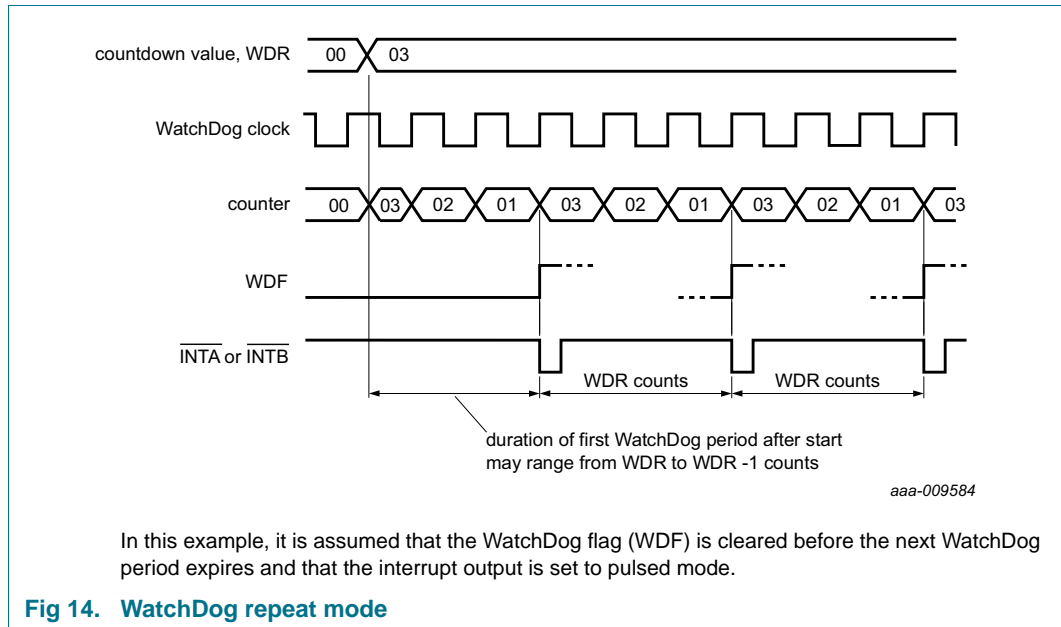 countdown value, WDR 00 03
WatchDog clock
counter 00 03 02 01 03 02 01 03 02 01 03
WDF
INTA or INTB
WDR counts WDR counts
duration of first WatchDog period after start
may range from WDR to WDR -1 counts
aaa-009584
In this example, it is assumed that the WatchDog flag (WDF) is cleared before the next WatchDog
period expires and that the interrupt output is set to pulsed mode.
Fig 14. WatchDog repeat mode